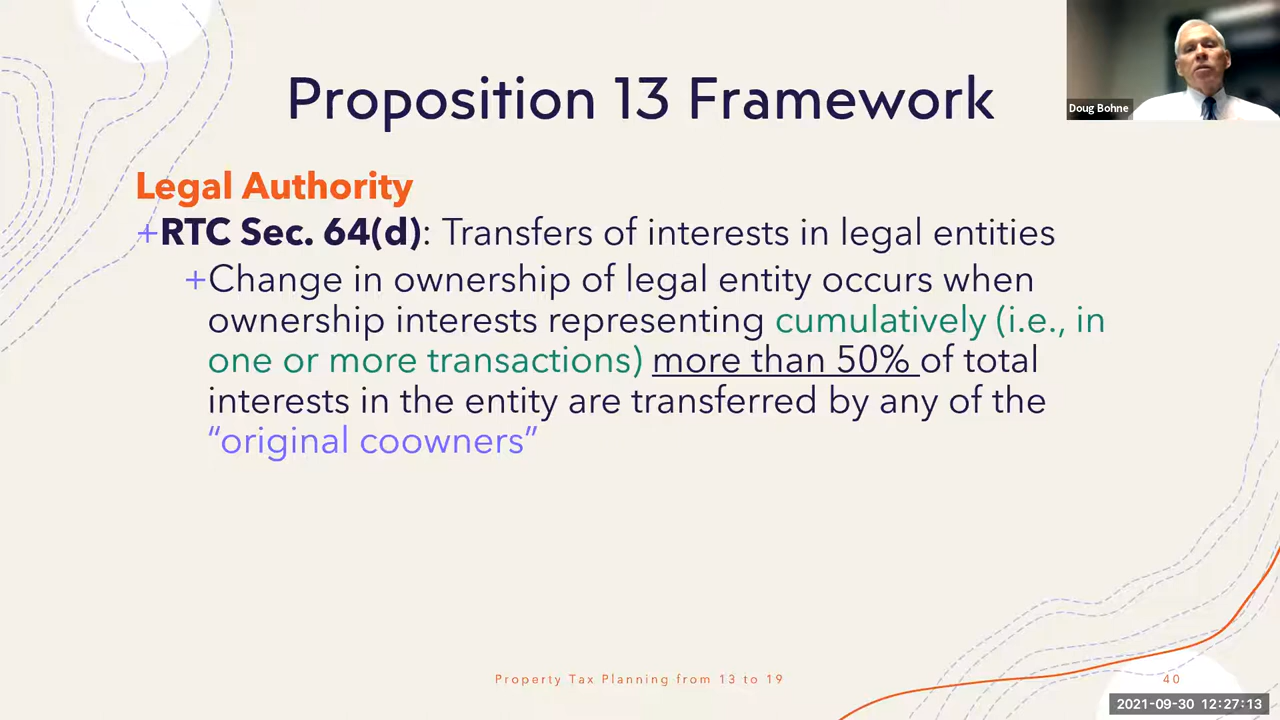 Proposition 13 Framework
Doug Bohne
Legal Authority
+RTC Sec. 64(d): Transfers of interests in legal entities
+Change in ownership of legal entity occurs when
ownership interests representing cumulatively (i.e., in
one or more transactions) more than 50% of total
interests in the entity are transferred by any of the
“original coowners”
Property Tax Planning from 13 to 19
40
2021-09-30 12:27:13